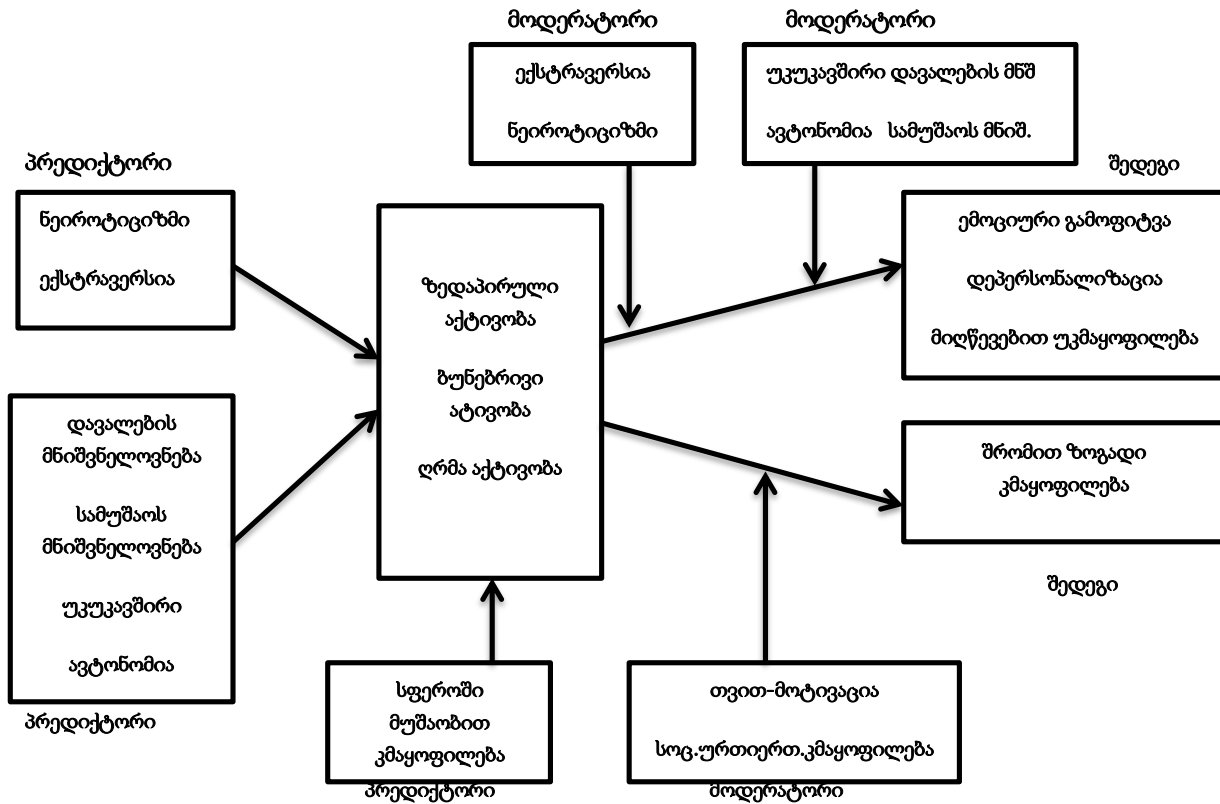 მოდერატორი
მოდერატორი
ექსტრავერსია
ნეიროტიციზმი
უკუკავშირი დავალების მნშ
ავტონომია სამუშაოს მნიშ.
პრედიქტორი
ნეიროტიციზმი
ექსტრავერსია
შედეგი
ემოციური გამოფიტვა
დეპერსონალიზაცია
მიღწევებით უკმაყოფილება
ზედაპირული
აქტივობა
ბუნებრივი
ატივობა
ღრმა აქტივობა
დავალების
მნიშვნელოვნება
სამუშაოს
მნიშვნელოვნება
უკუკავშირი
ავტონომია
პრედიქტორი
შრომით ზოგადი
კმაყოფილება
შედეგი
სფეროში
მუშაობით
კმაყოფილება
პრედიქტორი
თვით-მოტივაცია
სოც.ურთიერთ.კმაყოფილება
მოდერატორი